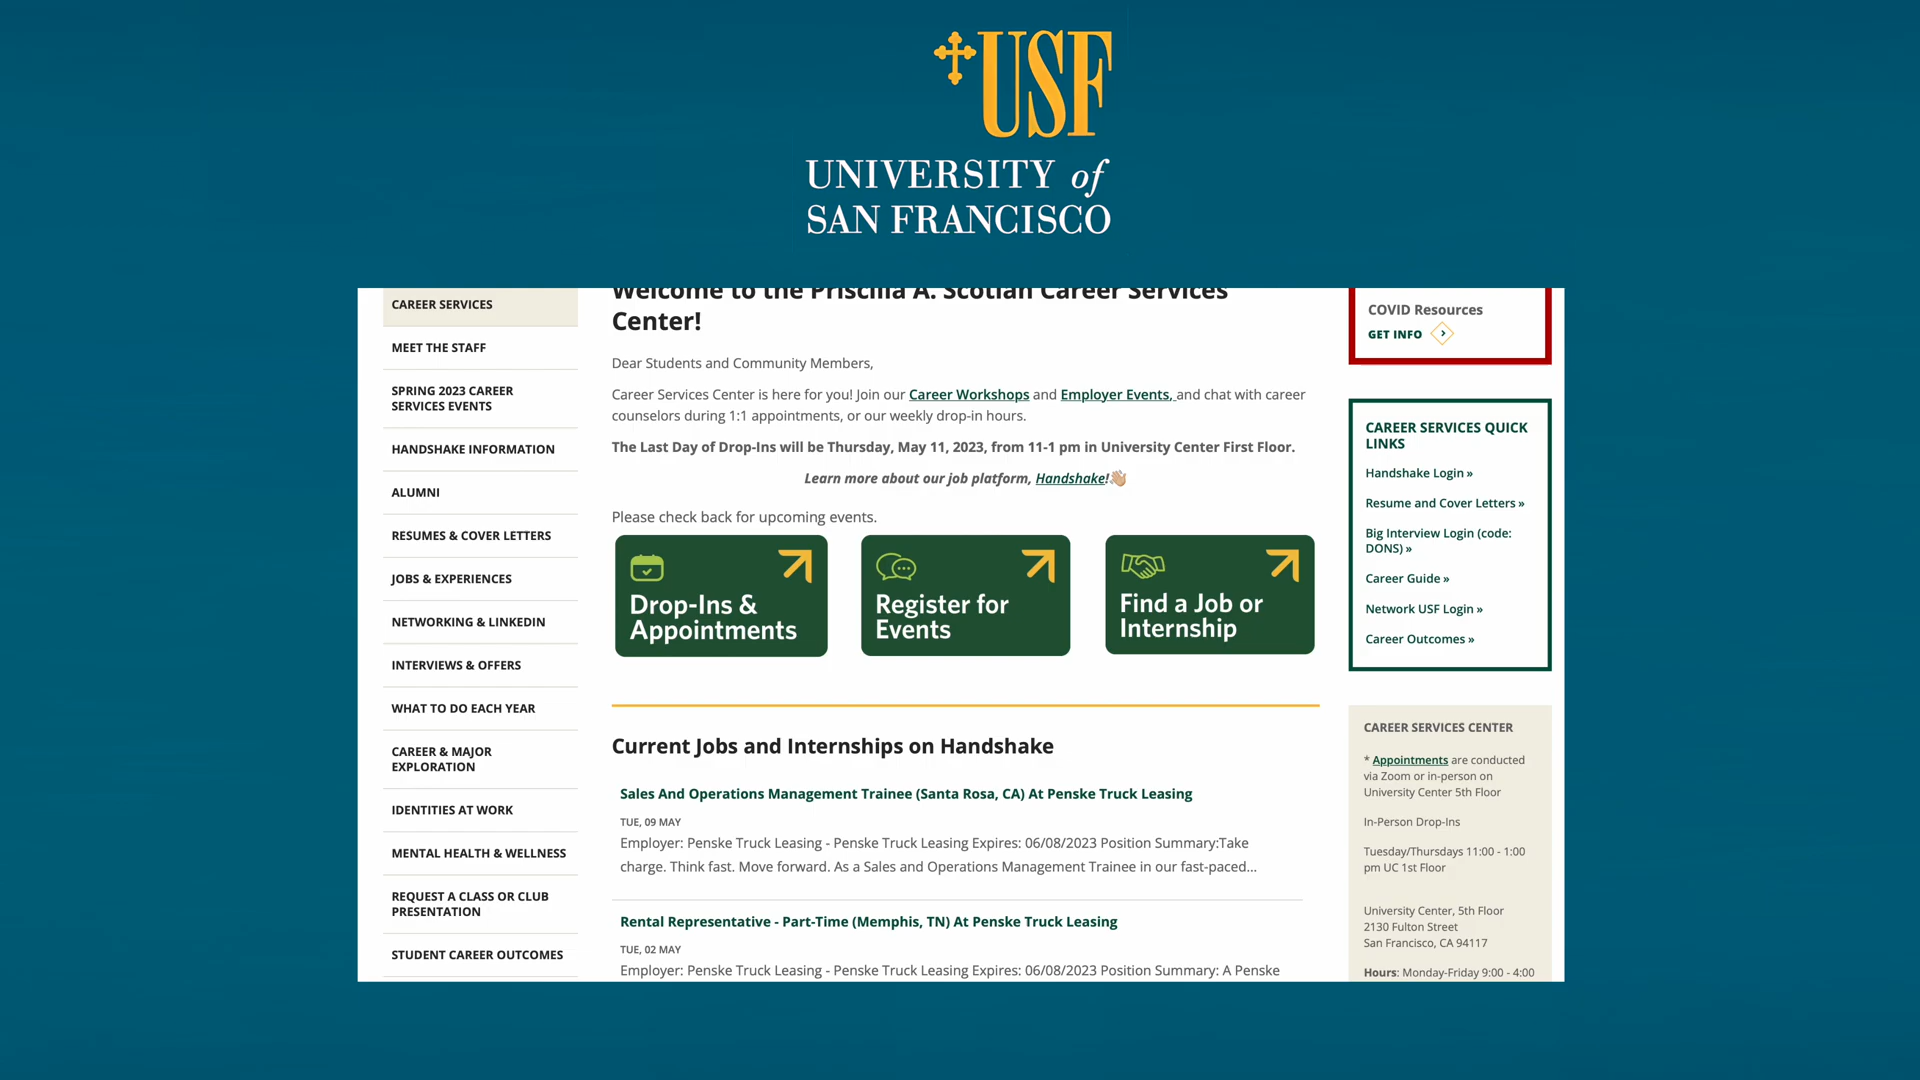 USF
UNIVERSITY of
SAN FRANCISCO
CAREER SERVICES
MEET THE STAFF
SPRING 2023 CAREER
SERVICES EVENTS
HANDSHAKE INFORMATION
ALUMNI
RESUMES & COVER LETTERS
JOBS & EXPERIENCES
NETWORKING & LINKEDIN
INTERVIEWS & OFFERS
WHAT TO DO EACH YEAR
CAREER & MAJOR
EXPLORATION
IDENTITIES AT WORK
MENTAL HEALTH & WELLNESS
REQUEST A CLASS OR CLUB
PRESENTATION
STUDENT CAREER OUTCOMES
Welcome to the Priscilla A. Scotlan Career Services
Center!
Dear Students and Community Members,
Career Services Center is here for you! Join our Career Workshops and Employer Events, and chat with career
counselors during 1:1 appointments, or our weekly drop-in hours.
The Last Day of Drop-Ins will be Thursday, May 11, 2023, from 11-1 pm in University Center First Floor.
Learn more about our job platform, Handshake!👋🏼
Please check back for upcoming events.
Drop-Ins &
Appointments
Register for
Events
Find a Job or
Internship
Current Jobs and Internships on Handshake
Sales And Operations Management Trainee (Santa Rosa, CA) At Penske Truck Leasing
TUE, 09 MAY
Employer: Penske Truck Leasing - Penske Truck Leasing Expires: 06/08/2023 Position Summary:Take
charge. Think fast. Move forward. As a Sales and Operations Management Trainee in our fast-paced...
Rental Representative - Part-Time (Memphis, TN) At Penske Truck Leasing
TUE, 02 MAY
Employer: Penske Truck Leasing - Penske Truck Leasing Expires: 06/08/2023 Position Summary: A Penske
COVID Resources
GET INFO
CAREER SERVICES QUICK
LINKS
Handshake Login »
Resume and Cover Letters »
Big Interview Login (code:
DONS) »
Career Guide »
Network USF Login »
Career Outcomes »
CAREER SERVICES CENTER
* Appointments are conducted
via Zoom or in-person on
University Center 5th Floor
In-Person Drop-Ins
Tuesday/Thursdays 11:00 - 1:00
pm UC 1st Floor
University Center, 5th Floor
2130 Fulton Street
San Francisco, CA 94117
Hours: Monday-Friday 9:00 - 4:00